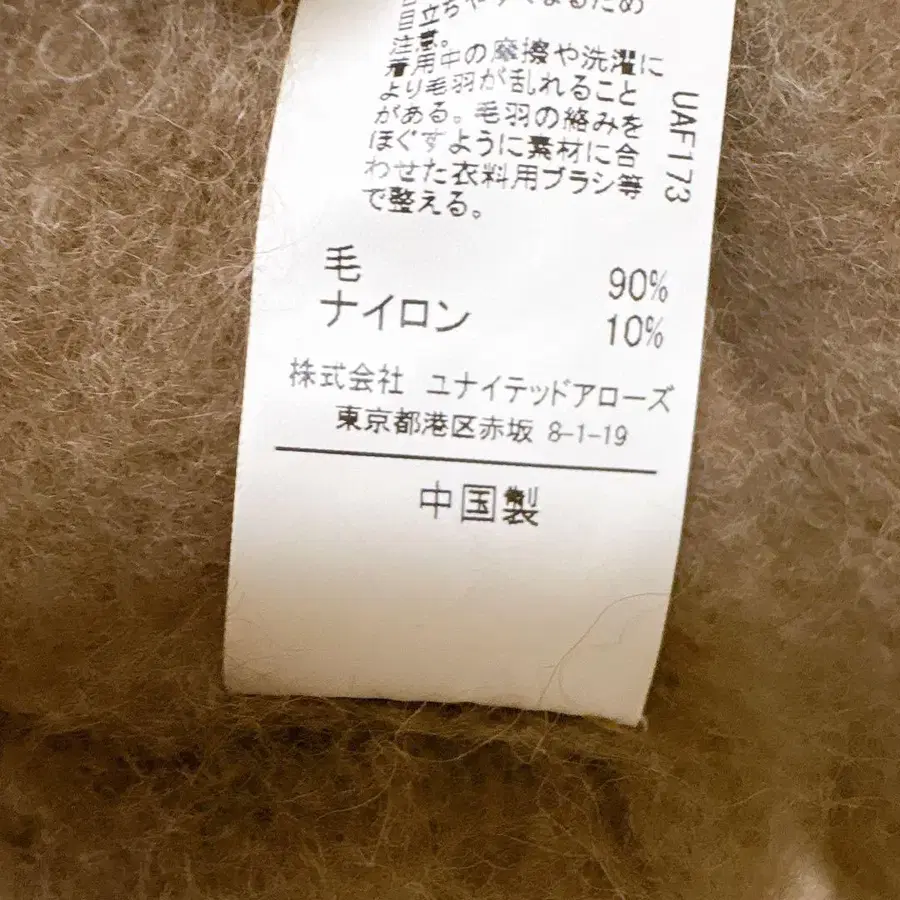 目立ちやすくなるため
注意。
着用中の摩擦や洗濯に
より毛羽が乱れること
がある。毛羽の絡みを
ほぐすように素材に合
わせた衣料用ブラシ等
で整える。
UAF173
毛 90%
ナイロン 10%
株式会社 ユナイテッドアローズ
東京都港区赤坂 8-1-19
中国製